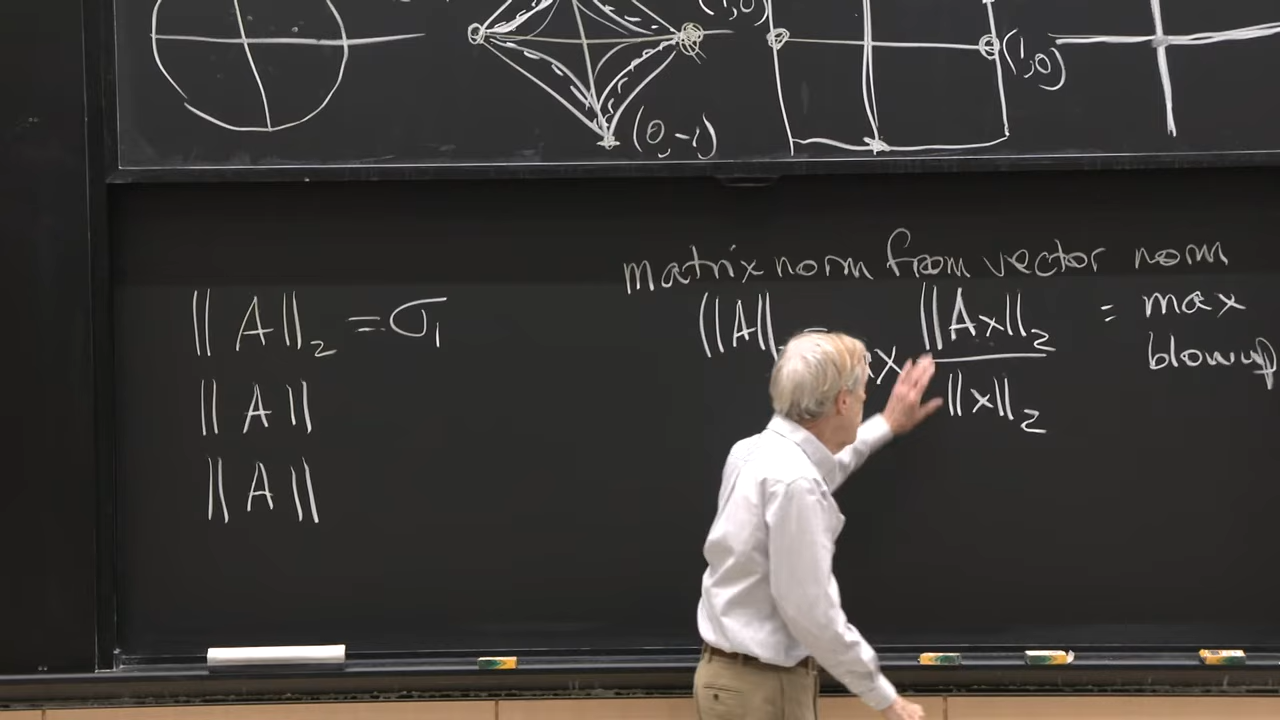 (1,0)
(1,0)
(0,-1)
matrix norm from vector norm
||A||₂ = σ₁
||A||
||A||
||A|| = ||Ax||₂ / ||x||₂ = max
blowup